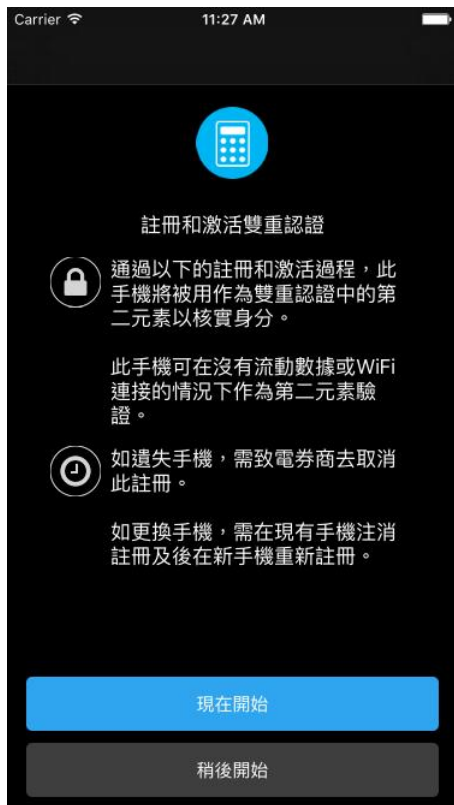 Carrier 11:27 AM
註冊和激活雙重認證
通過以下的註冊和激活過程，此
手機將被用作為雙重認證中的第
二元素以核實身分。
此手機可在沒有流動數據或WiFi
連接的情況下作為第二元素驗
證。
如遺失手機，需致電券商去取消
此註冊。
如更換手機，需在現有手機注消
註冊及後在新手機重新註冊。
現在開始
稍後開始